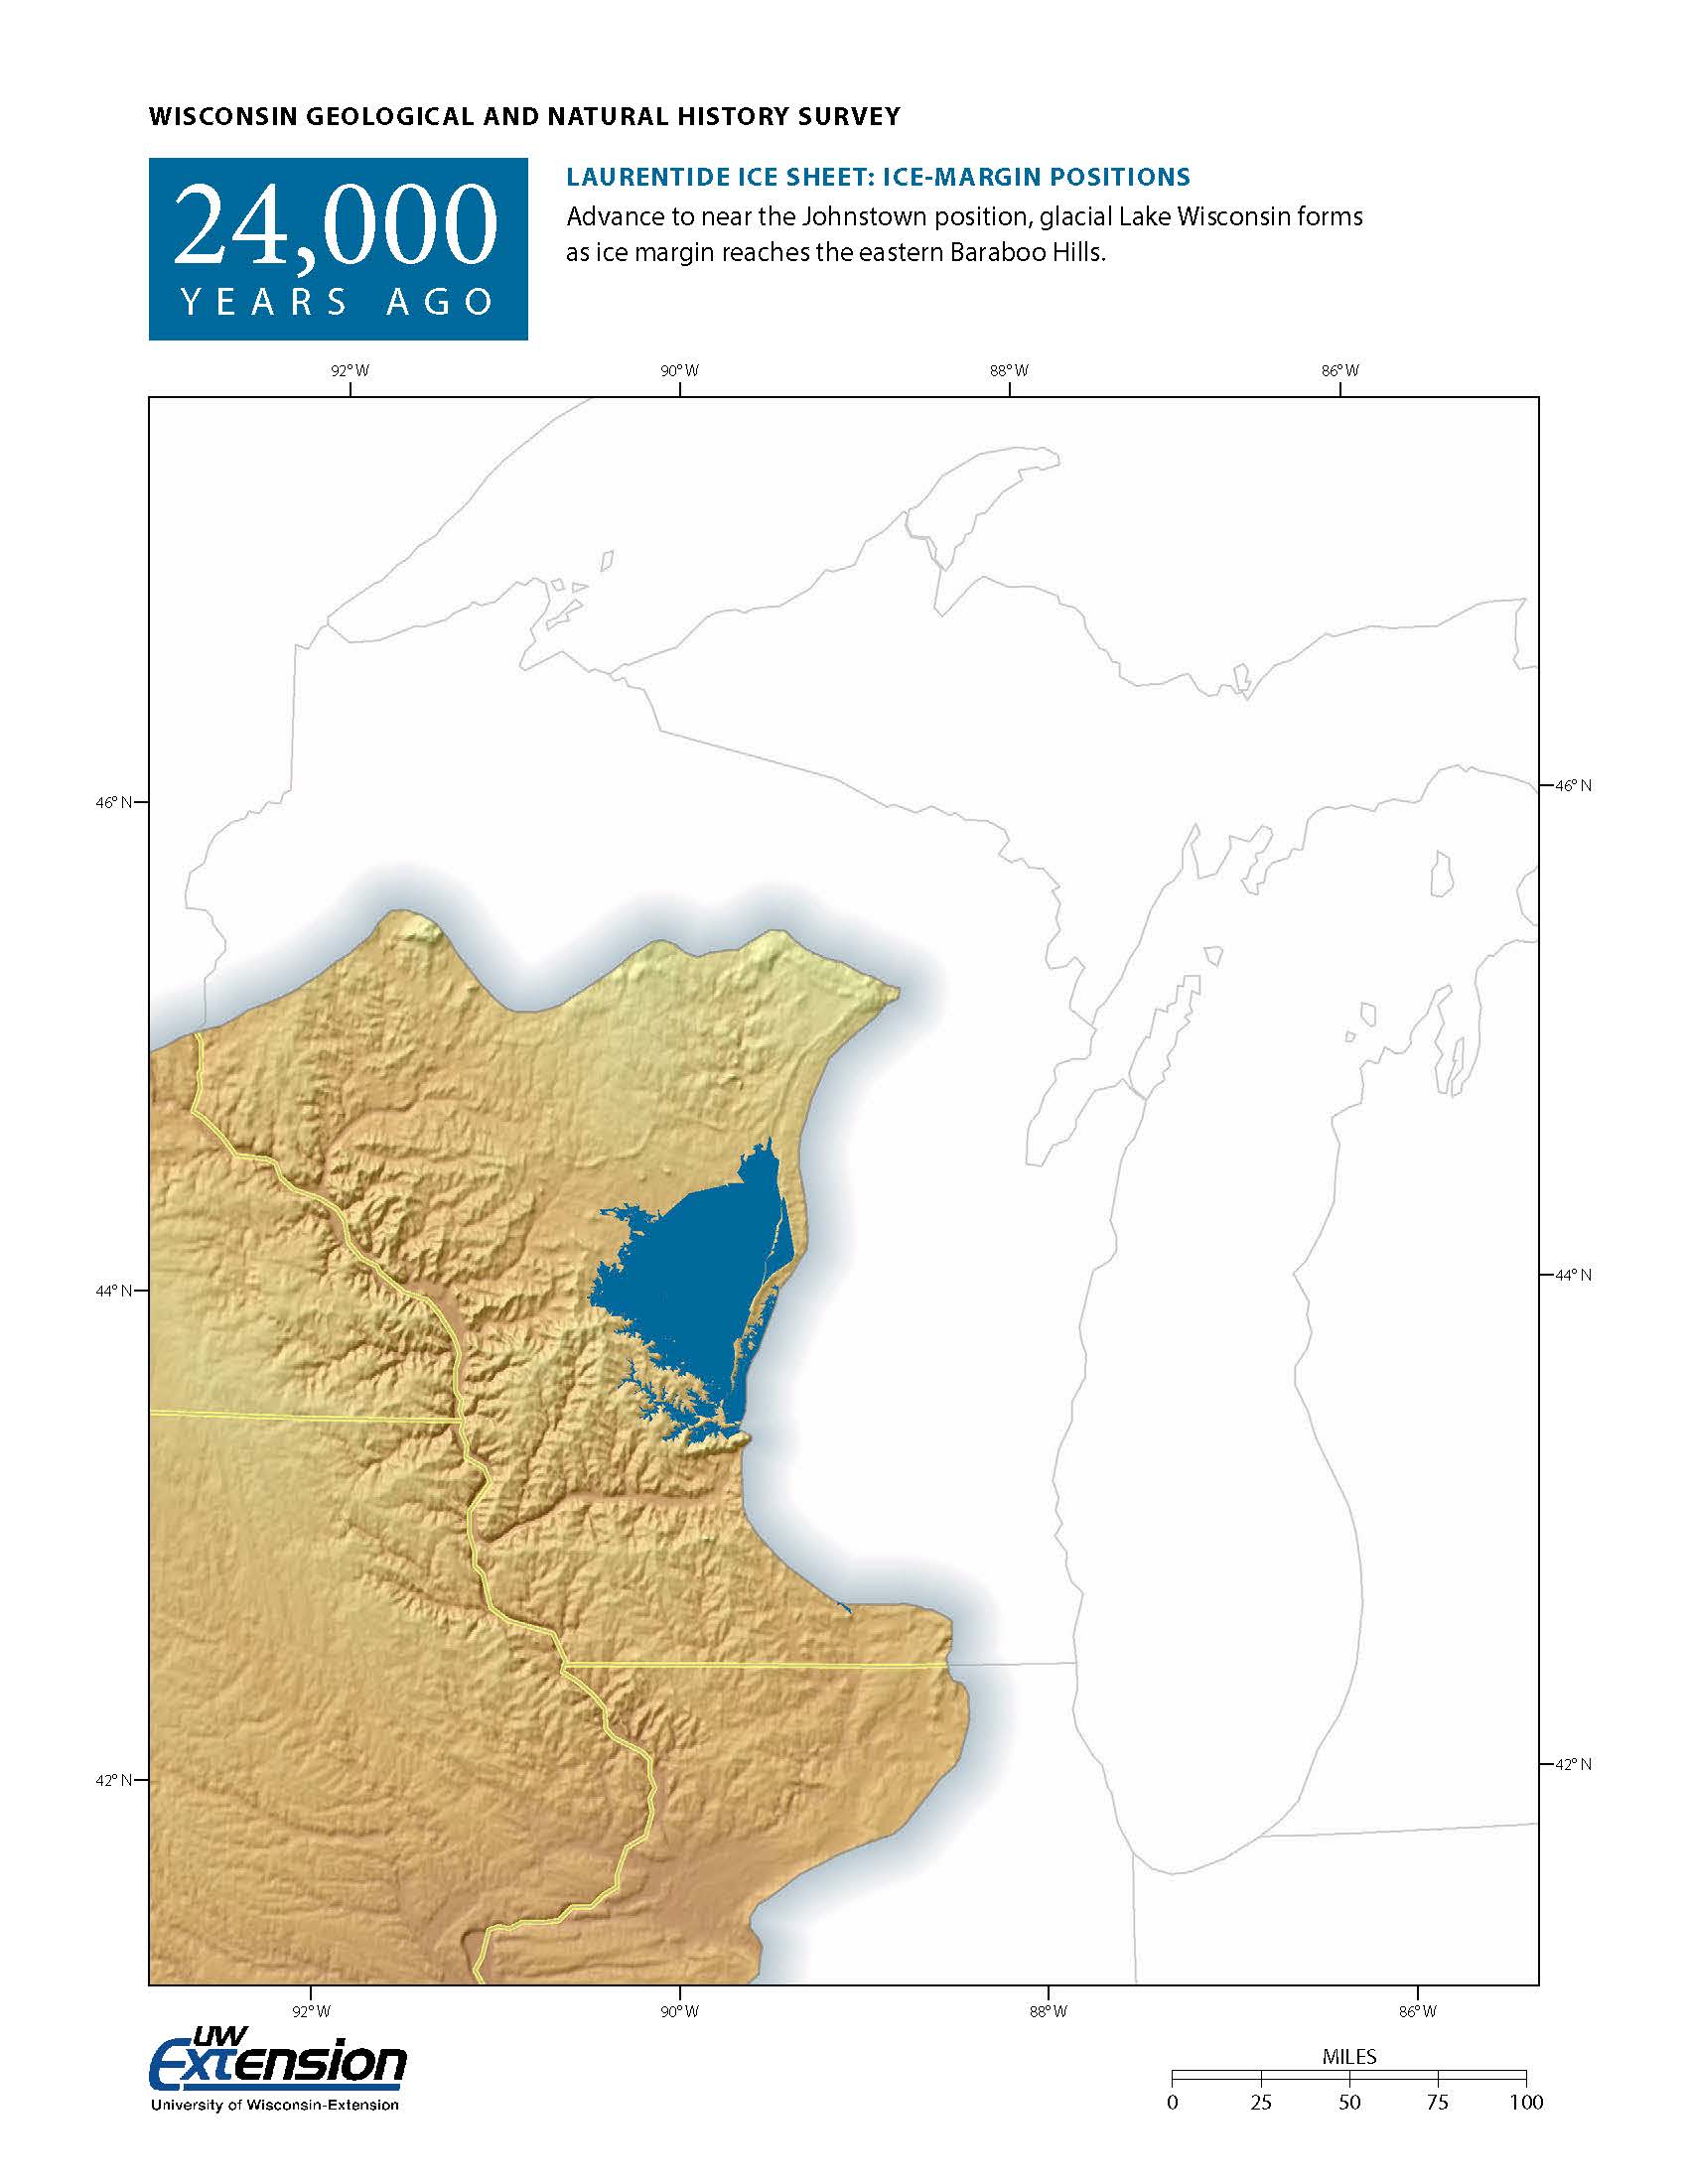 WISCONSIN GEOLOGICAL AND NATURAL HISTORY SURVEY
24,000
YEARS AGO
LAURENTIDE ICE SHEET: ICE-MARGIN POSITIONS
Advance to near the Johnstown position, glacial Lake Wisconsin forms
as ice margin reaches the eastern Baraboo Hills.
92°W 90°W 88°W 86°W
46°N 46°N
44°N 44°N
42°N 42°N
92°W 90°W 88°W 86°W
UW
Extension
University of Wisconsin-Extension
MILES
0 25 50 75 100